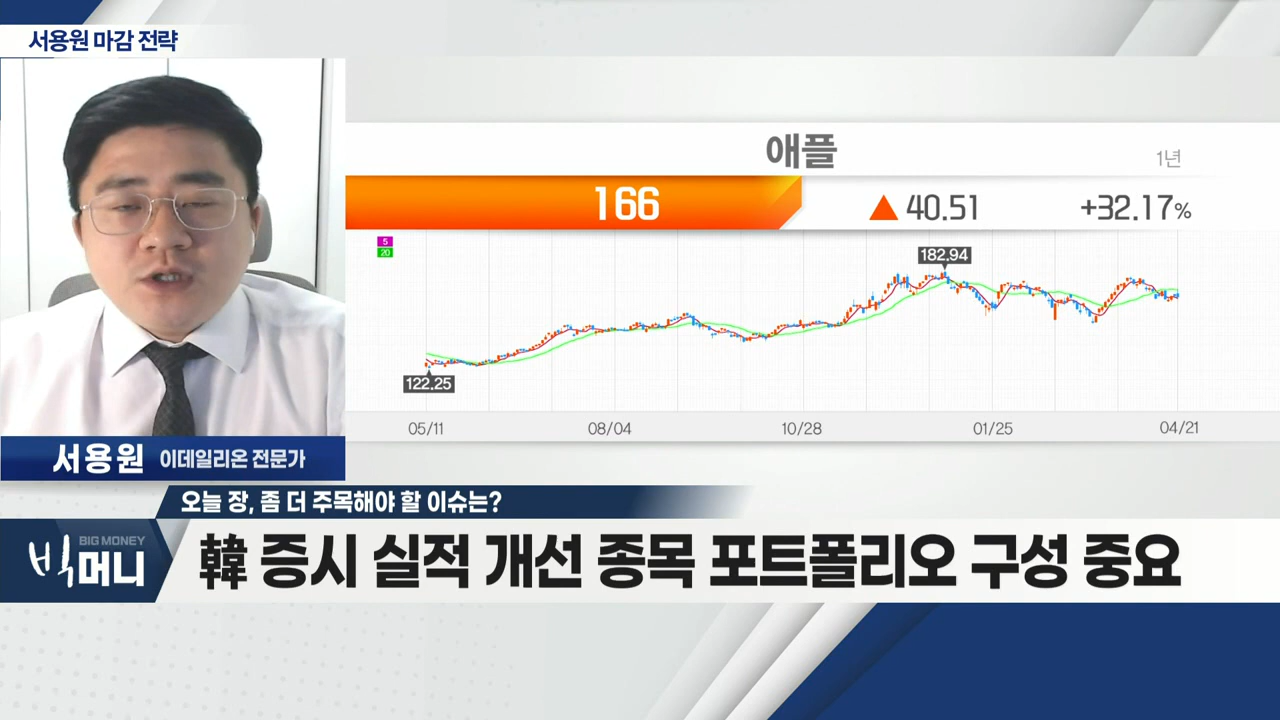 서용원 마감 전략
애플
1년
166
▲ 40.51
+32.17%
5
20
182.94
122.25
05/11
08/04
10/28
01/25
04/21
서용원 이데일리온 전문가
오늘 장, 좀 더 주목해야 할 이슈는?
BIG MONEY
빅머니
韓 증시 실적 개선 종목 포트폴리오 구성 중요